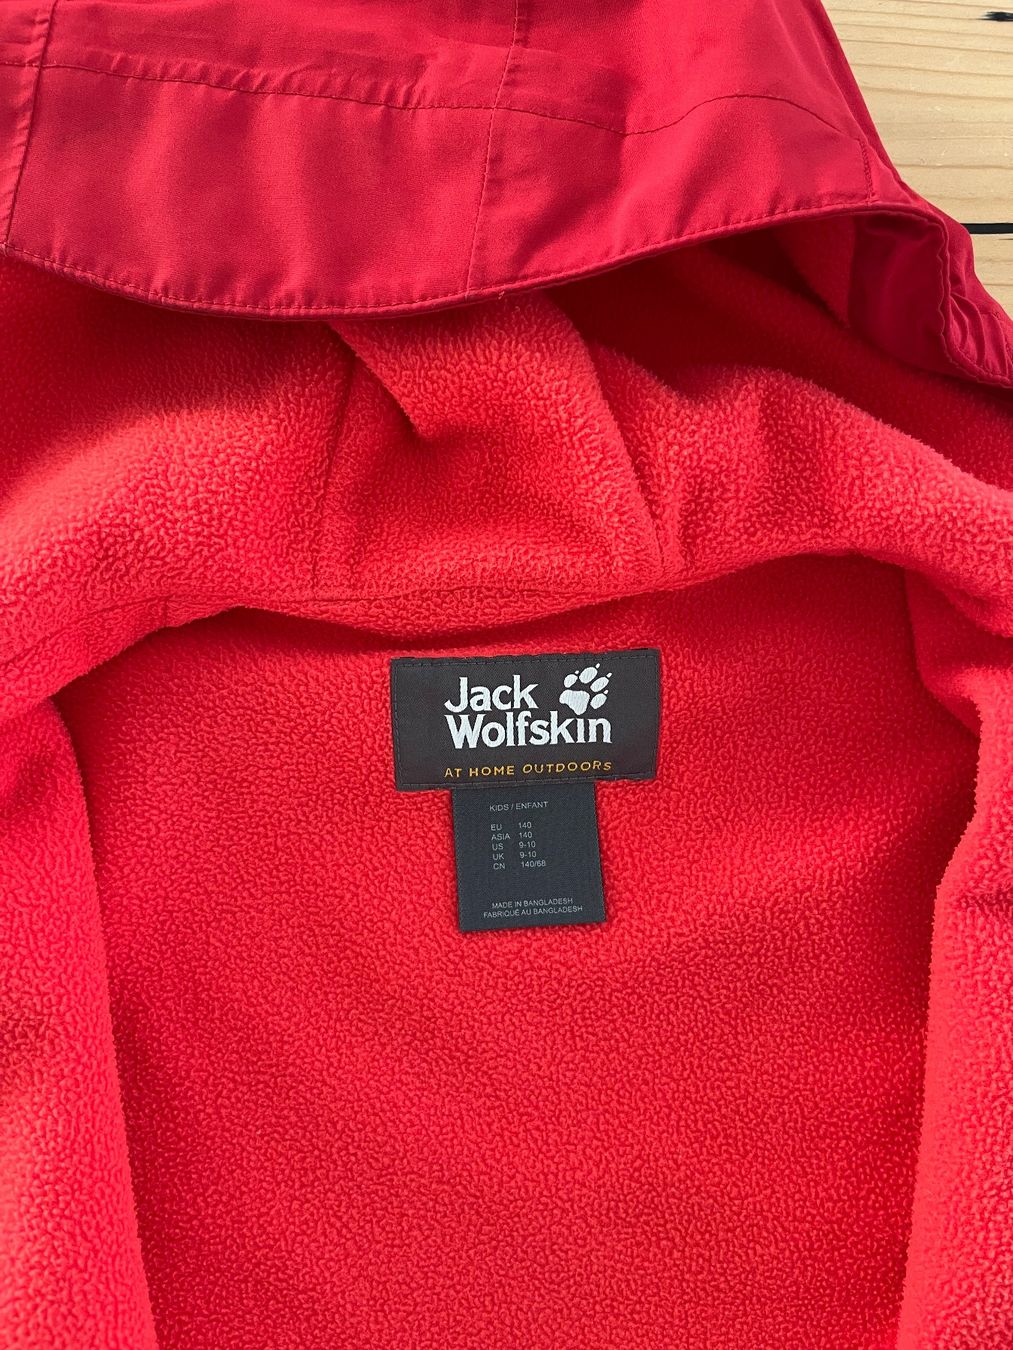 Jack
Wolfskin
AT HOME OUTDOORS
KIDS / ENFANT
EU 140
ASIA 140
US 9-10
UK 9-10
CN 140/68
MADE IN BANGLADESH
FABRIQUÉ AU BANGLADESH